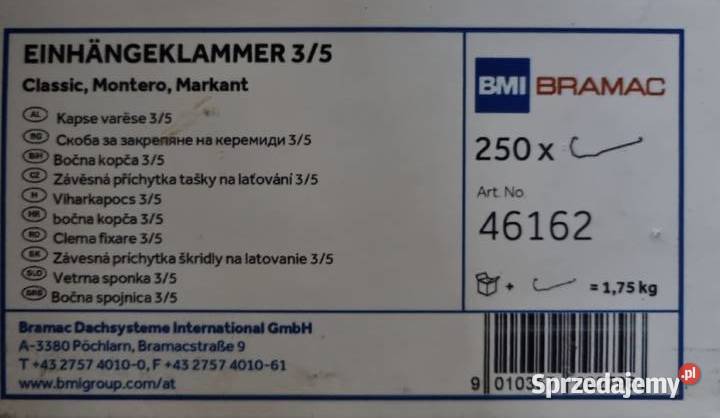 EINHÄNGEKLAMMER 3/5
Classic, Montero, Markant
AL Kapse varëse 3/5
BG Скоба за закрепяне на керемиди 3/5
BIH Bočna kopča 3/5
CZ Závěsná příchytka tašky na laťování 3/5
H Viharkapocs 3/5
HR bočna kopča 3/5
RO Clema fixare 3/5
SK Závesná príchytka škridly na latovanie 3/5
SLO Vetrna sponka 3/5
SRB Bočna spojnica 3/5
BMI BRAMAC
250 x
Art. No.
46162
+ = 1,75 kg
Bramac Dachsysteme International GmbH
A-3380 Pöchlarn, Bramacstraße 9
T +43 2757 4010-0, F +43 2757 4010-61
www.bmigroup.com/at
9 0103
Sprzedajemy.pl